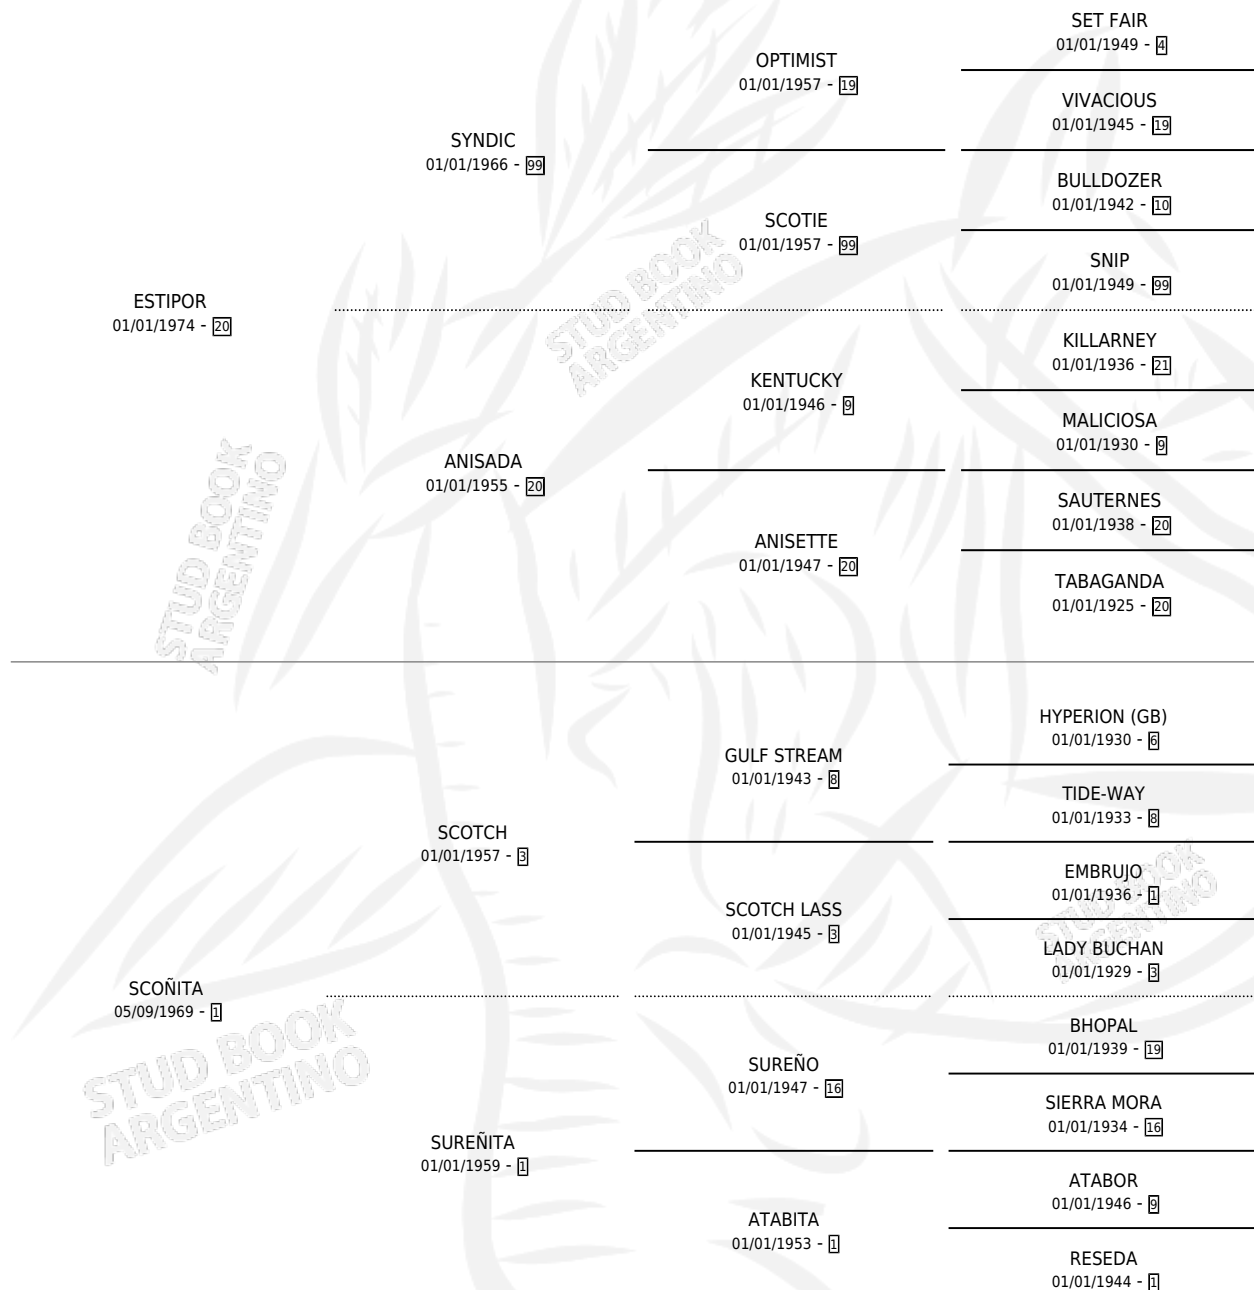 SET FAIR
01/01/1949 - 4
OPTIMIST
01/01/1957 - 19
VIVACIOUS
01/01/1945 - 19
SYNDIC
01/01/1966 - 99
BULLDOZER
01/01/1942 - 10
SCOTIE
01/01/1957 - 99
SNIP
01/01/1949 - 99
ESTIPOR
01/01/1974 - 20
STUD BOOK
ARGENTINO
KILLARNEY
01/01/1936 - 21
KENTUCKY
01/01/1946 - 9
MALICIOSA
01/01/1930 - 9
ANISADA
01/01/1955 - 20
SAUTERNES
01/01/1938 - 20
ANISETTE
01/01/1947 - 20
TABAGANDA
01/01/1925 - 20
STUD BOOK
ARGENTINO
HYPERION (GB)
01/01/1930 - 6
GULF STREAM
01/01/1943 - 8
TIDE-WAY
01/01/1933 - 8
SCOTCH
01/01/1957 - 3
EMBRUJO
01/01/1936 - 1
SCOTCH LASS
01/01/1945 - 3
LADY BUCHAN
01/01/1929 - 3
STUD BOOK
ARGENTINO
SCOÑITA
05/09/1969 - 1
BHOPAL
01/01/1939 - 19
SUREÑO
01/01/1947 - 16
SIERRA MORA
01/01/1934 - 16
STUD BOOK
ARGENTINO
SUREÑITA
01/01/1959 - 1
ATABOR
01/01/1946 - 9
ATABITA
01/01/1953 - 1
RESEDA
01/01/1944 - 1